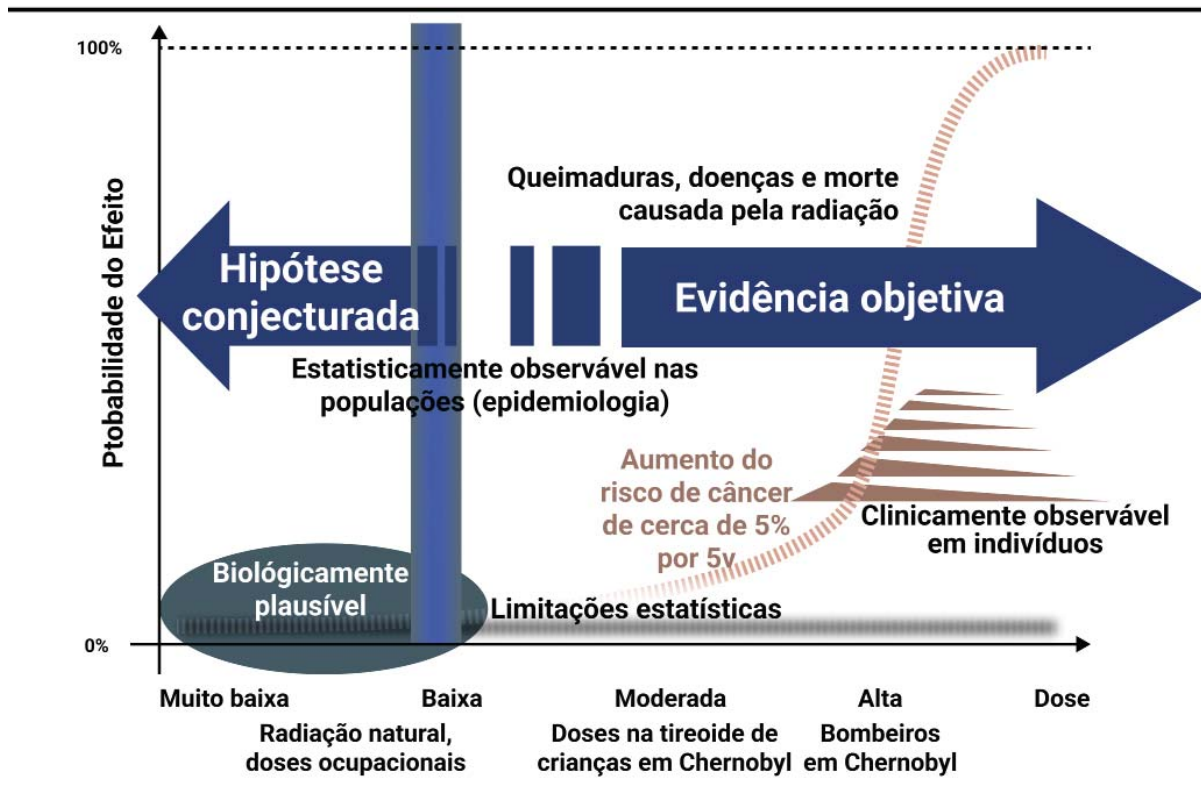 100%
Queimaduras, doenças e morte
causada pela radiação
Ptobabilidade do Efeito
Hipótese
conjecturada
Evidência objetiva
Estatisticamente observável nas
populações (epidemiologia)
Aumento do
risco de câncer
de cerca de 5%
por 5v
Clinicamente observável
em indivíduos
Biológicamente
plausível
Limitações estatísticas
0%
Muito baixa
Baixa
Moderada
Alta
Dose
Radiação natural,
doses ocupacionais
Doses na tireoide de
crianças em Chernobyl
Bombeiros
em Chernobyl